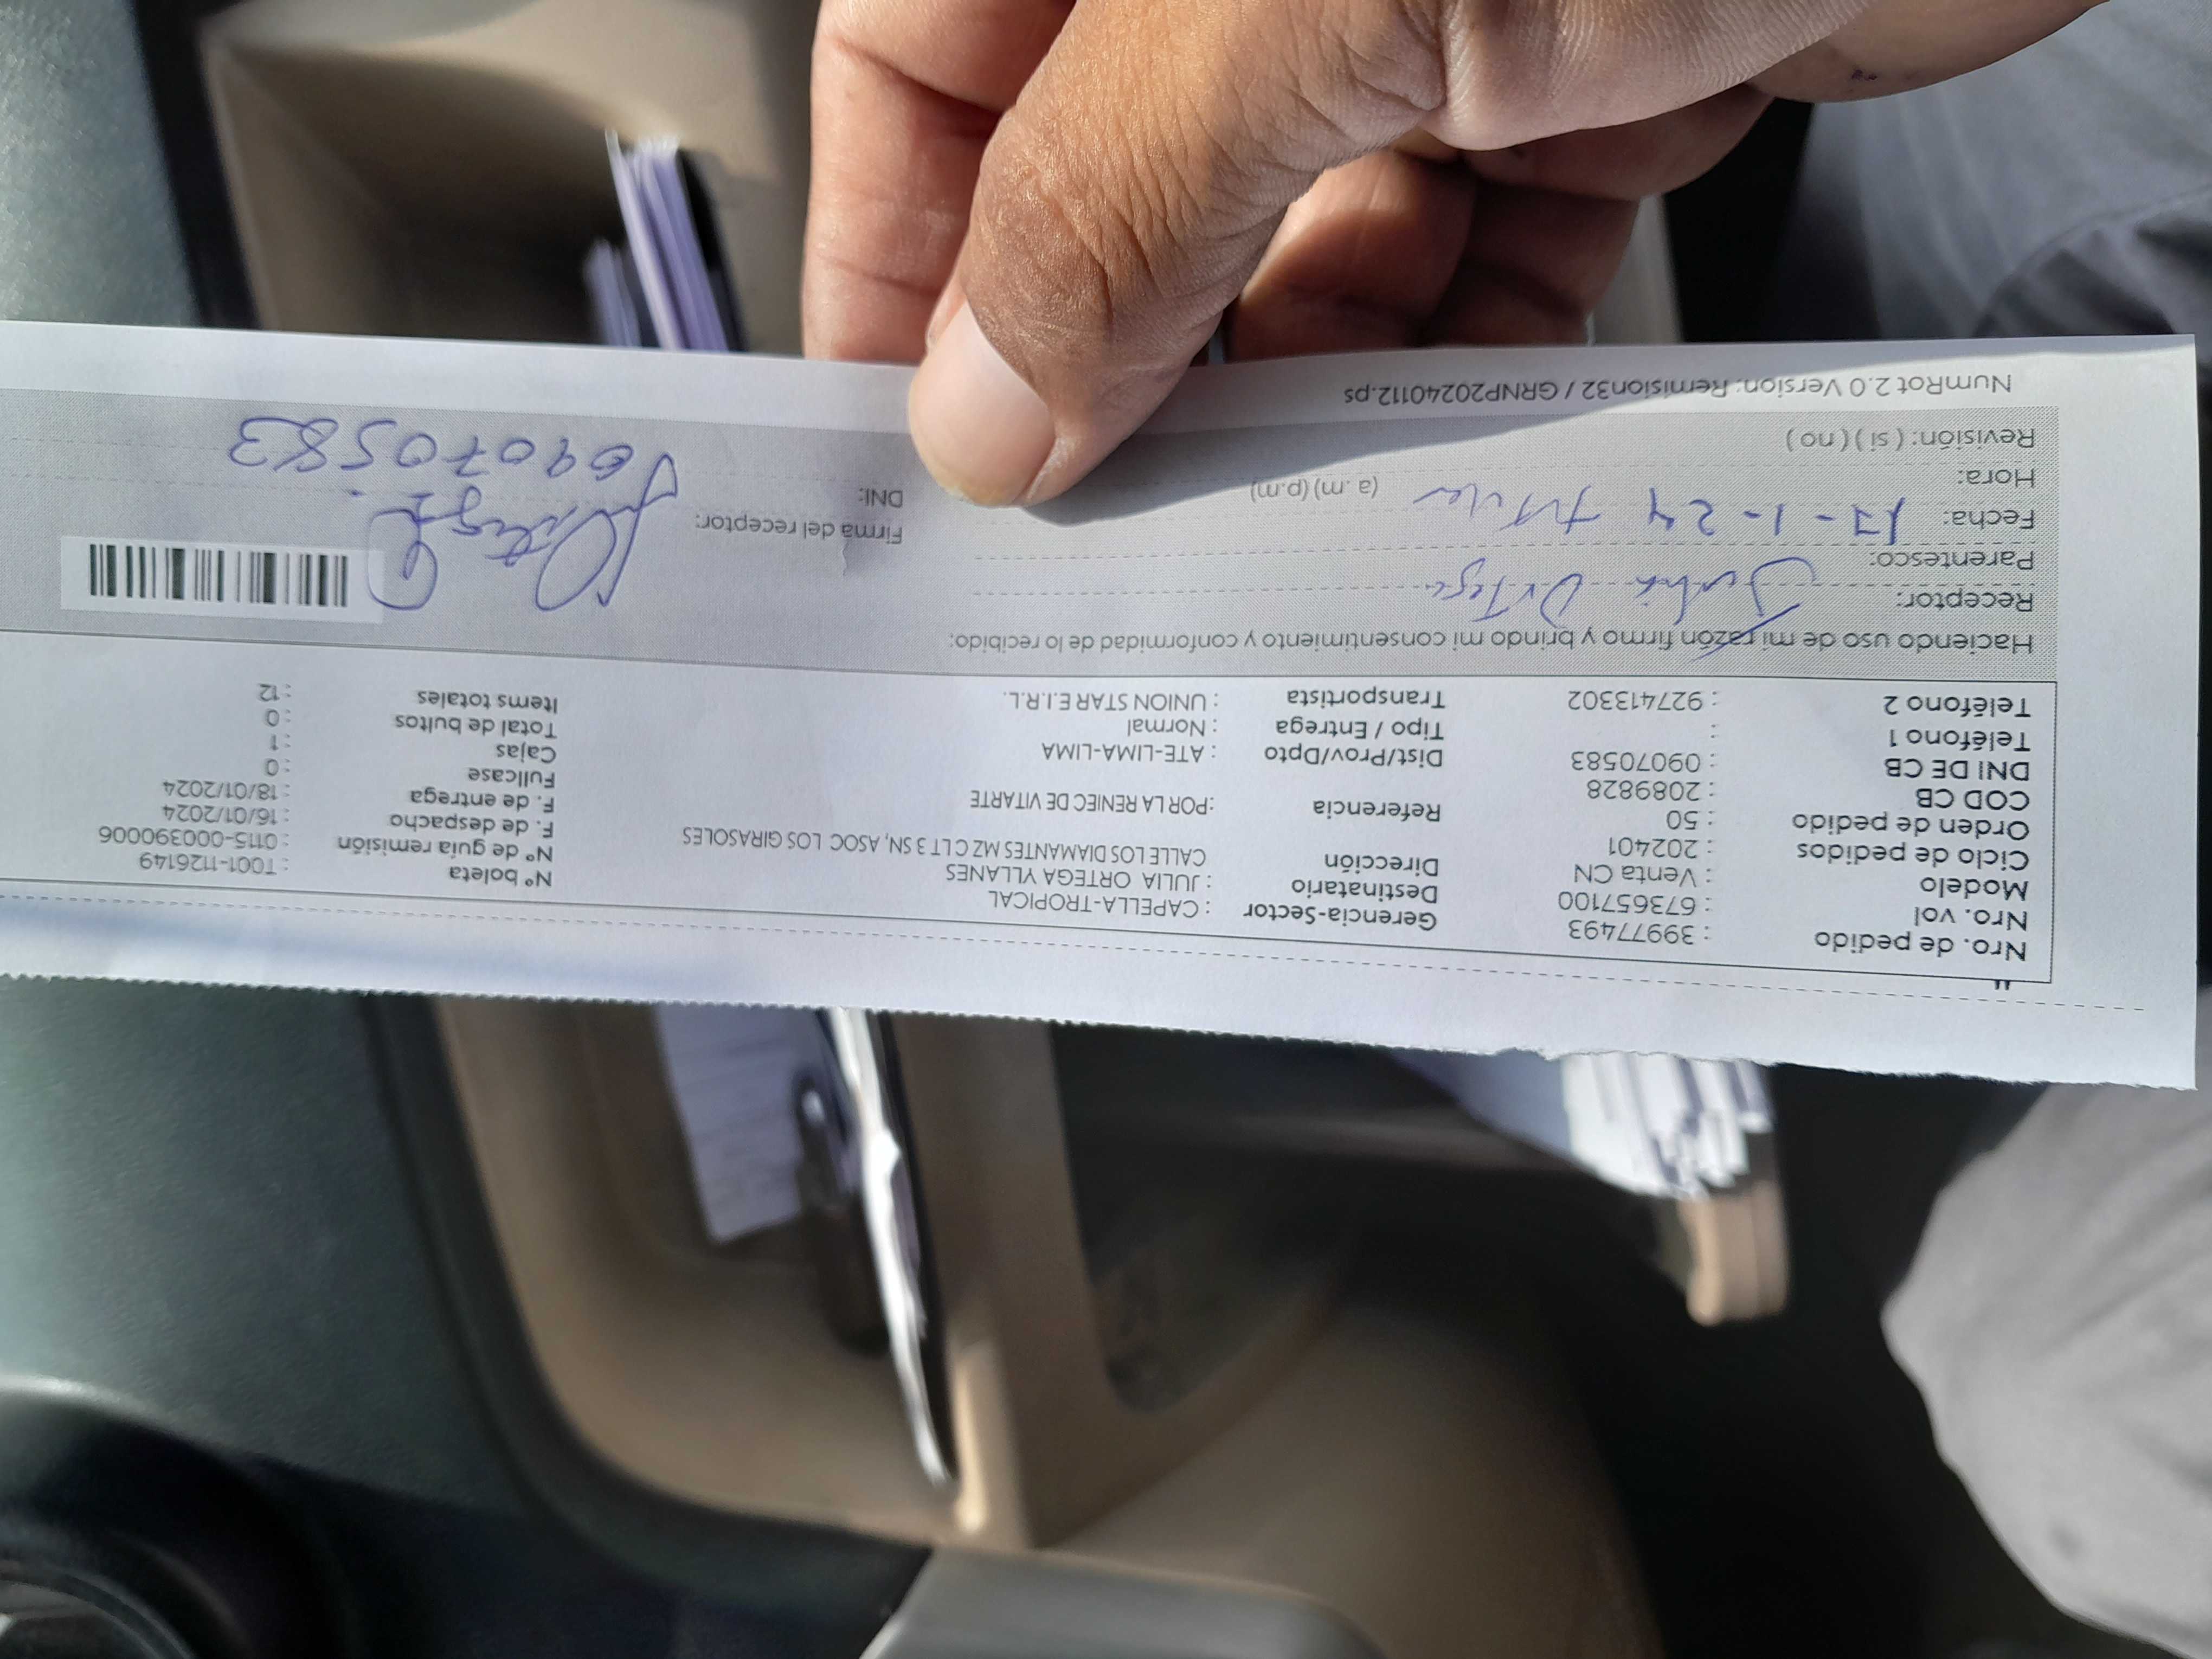 Nro. de pedido : 39977493 Gerencia-Sector : CAPELLA-TROPICAL Nº boleta : T001-1126149
Nro. vol : 673657100 Destinatario : JULIA ORTEGA YLLANES Nº de guía remisión : 0115-000390006
Modelo : Venta CN Dirección CALLE LOS DIAMANTES MZ C LT 3 SN, ASOC LOS GIRASOLES F. de despacho : 16/01/2024
Ciclo de pedidos : 202401 F. de entrega : 18/01/2024
Orden de pedido : 50 Referencia :POR LA RENIEC DE VITARTE Fullcase : 0
COD CB : 2089828 Cajas : 1
DNI DE CB : 09070583 Dist/Prov/Dpto : ATE-LIMA-LIMA Total de bultos : 0
Teléfono 1 : Tipo / Entrega : Normal Items totales : 12
Teléfono 2 : 927413302 Transportista : UNION STAR E.I.R.L.
Haciendo uso de mi razón firmo y brindo mi consentimiento y conformidad de lo recibido:
Receptor: Julia Ortega
Parentesco:
Fecha: 17-1-24 Firma del receptor:
Hora: (a.m) (p.m) DNI: 09070583
Revisión: ( si ) ( no )
NumRot 2.0 Version: Remision32 / GRNP20240112.ps